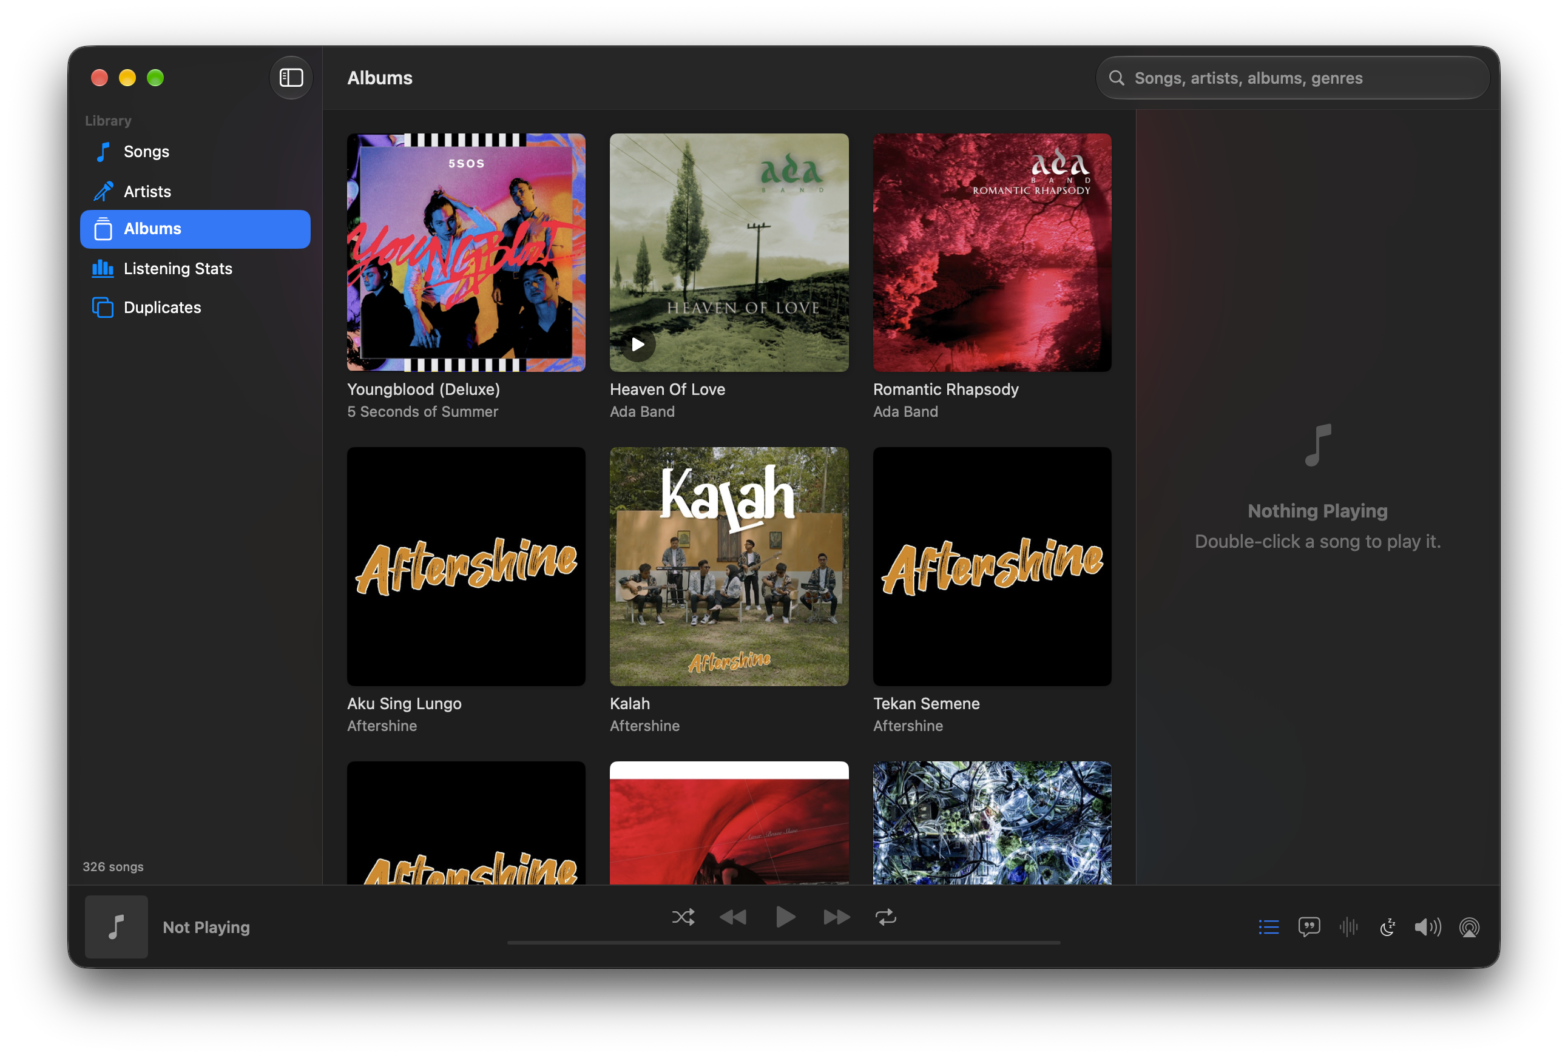 Albums
Songs, artists, albums, genres
Library
Songs
Artists
Albums
Listening Stats
Duplicates
326 songs
5SOS
YOUNGBLOOD
Youngblood (Deluxe)
5 Seconds of Summer
ada
BAND
HEAVEN OF LOVE
Heaven Of Love
Ada Band
ada
BAND
ROMANTIC RHAPSODY
Romantic Rhapsody
Ada Band
Aftershine
Aku Sing Lungo
Aftershine
Kalah
Aftershine
Kalah
Aftershine
Aftershine
Tekan Semene
Aftershine
Aftershine
Nothing Playing
Double-click a song to play it.
Not Playing